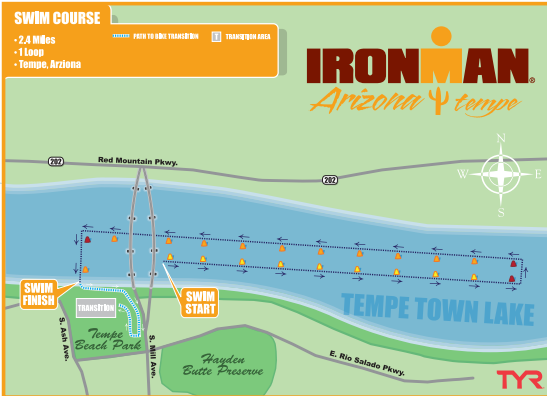 SWIM COURSE
• 2.4 Miles
• 1 Loop
• Tempe, Arziona
PATH TO BIKE TRANSITION
T TRANSITION AREA
IRONMAN®
Arizona tempe
N
W E
S
202
Red Mountain Pkwy.
202
SWIM
FINISH
SWIM
START
TRANSITION
TEMPE TOWN LAKE
Tempe
Beach Park
S. Ash Ave.
S. Mill Ave.
Hayden
Butte Preserve
E. Rio Salado Pkwy.
TYR